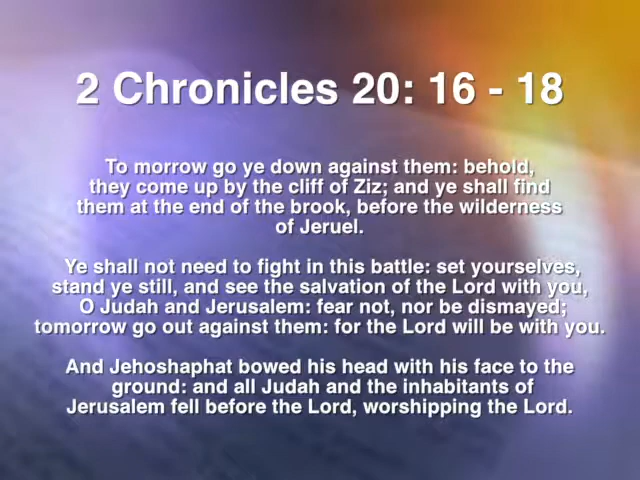 2 Chronicles 20: 16 - 18
To morrow go ye down against them: behold,
they come up by the cliff of Ziz; and ye shall find
them at the end of the brook, before the wilderness
of Jeruel.
Ye shall not need to fight in this battle: set yourselves,
stand ye still, and see the salvation of the Lord with you,
O Judah and Jerusalem: fear not, nor be dismayed;
tomorrow go out against them: for the Lord will be with you.
And Jehoshaphat bowed his head with his face to the
ground: and all Judah and the inhabitants of
Jerusalem fell before the Lord, worshipping the Lord.